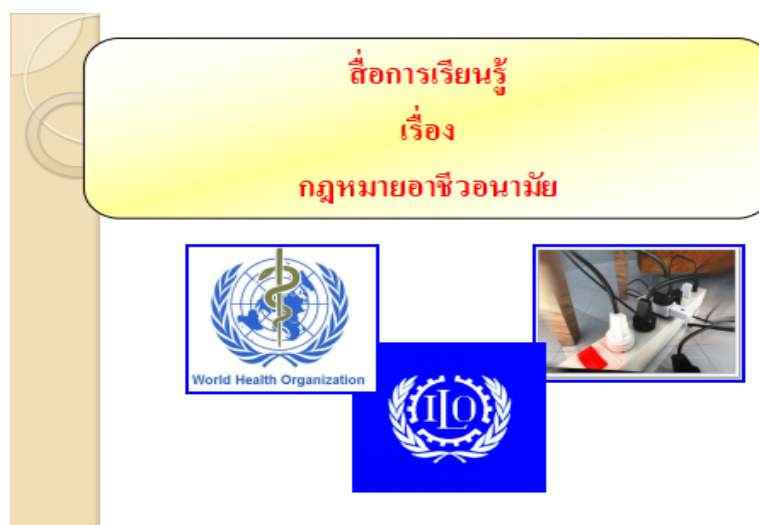 สื่อการเรียนรู้
เรื่อง
กฎหมายอาชีวอนามัย
World Health Organization
ILO